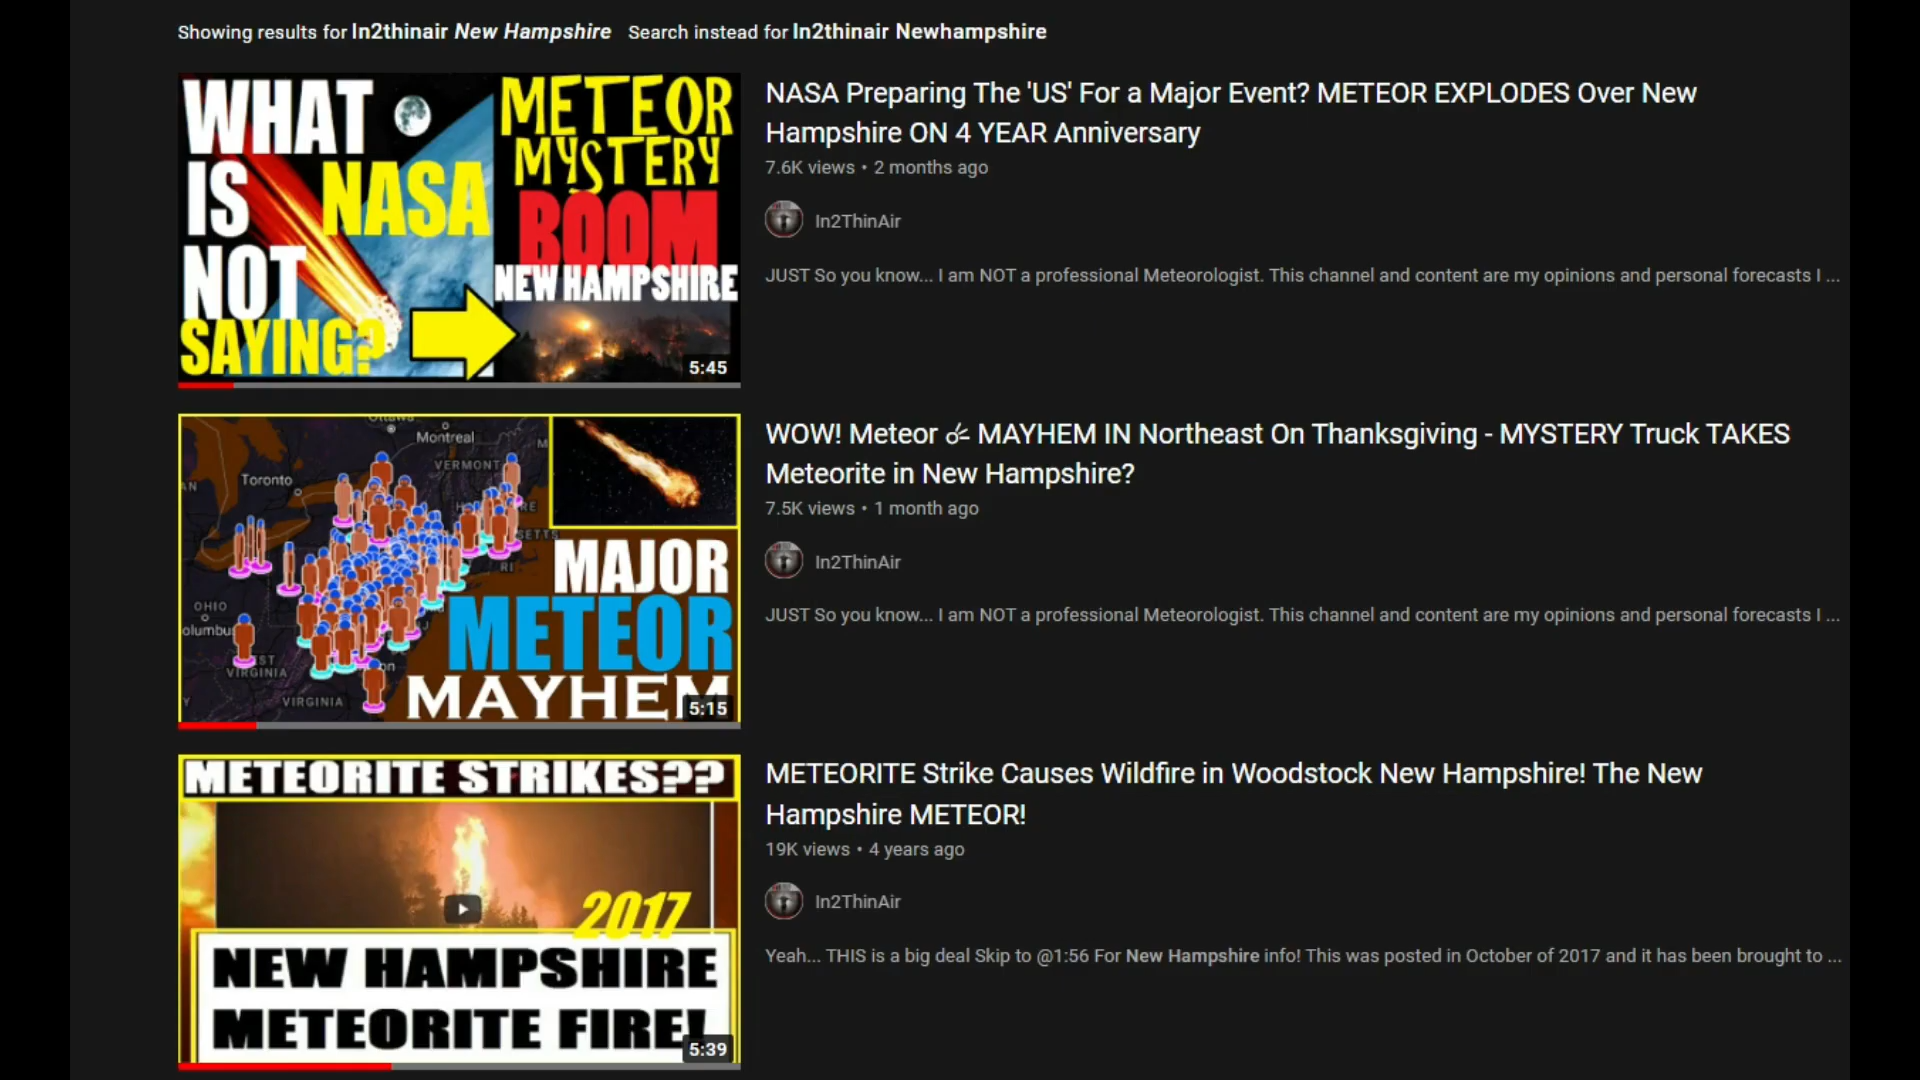 Showing results for In2thinair New Hampshire Search instead for In2thinair Newhampshire
WHAT
IS
NOT
SAYING?
NASA
METEOR
MYSTERY
BOOM
NEW HAMPSHIRE
5:45
NASA Preparing The 'US' For a Major Event? METEOR EXPLODES Over New
Hampshire ON 4 YEAR Anniversary
7.6K views • 2 months ago
In2ThinAir
JUST So you know... I am NOT a professional Meteorologist. This channel and content are my opinions and personal forecasts I ...
Ottawa
Montreal
VERMONT
Toronto
OHIO
VIRGINIA
VIRGINIA
RI
MAJOR
METEOR
MAYHEM
5:15
WOW! Meteor ☄ MAYHEM IN Northeast On Thanksgiving - MYSTERY Truck TAKES
Meteorite in New Hampshire?
7.5K views • 1 month ago
In2ThinAir
JUST So you know... I am NOT a professional Meteorologist. This channel and content are my opinions and personal forecasts I ...
METEORITE STRIKES??
2017
NEW HAMPSHIRE
METEORITE FIRE!
5:39
METEORITE Strike Causes Wildfire in Woodstock New Hampshire! The New
Hampshire METEOR!
19K views • 4 years ago
In2ThinAir
Yeah... THIS is a big deal Skip to @1:56 For New Hampshire info! This was posted in October of 2017 and it has been brought to ...